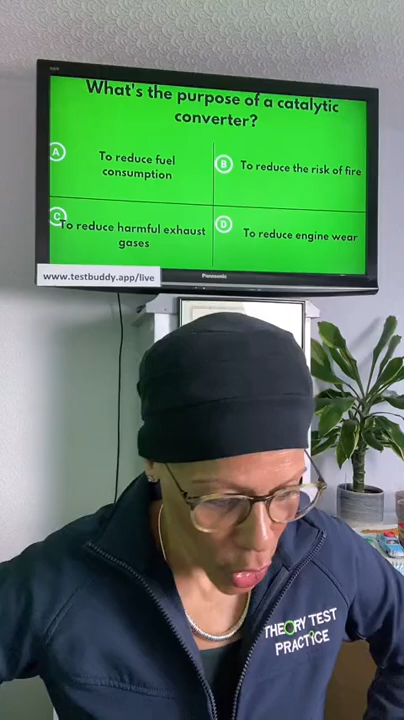 What's the purpose of a catalytic
converter?
A
To reduce fuel
consumption
B
To reduce the risk of fire
C
To reduce harmful exhaust
gases
D
To reduce engine wear
www.testbuddy.app/live
Panasonic
THEORY TEST
PRACTICE